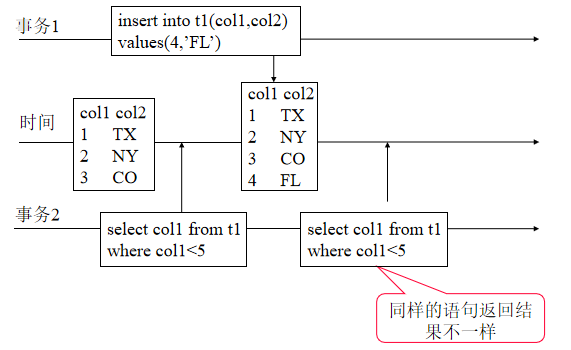 事务1
insert into t1(col1,col2)
values(4,’FL’)
时间
col1 col2
1 TX
2 NY
3 CO
col1 col2
1 TX
2 NY
3 CO
4 FL
事务2
select col1 from t1
where col1<5
select col1 from t1
where col1<5
同样的语句返回结
果不一样